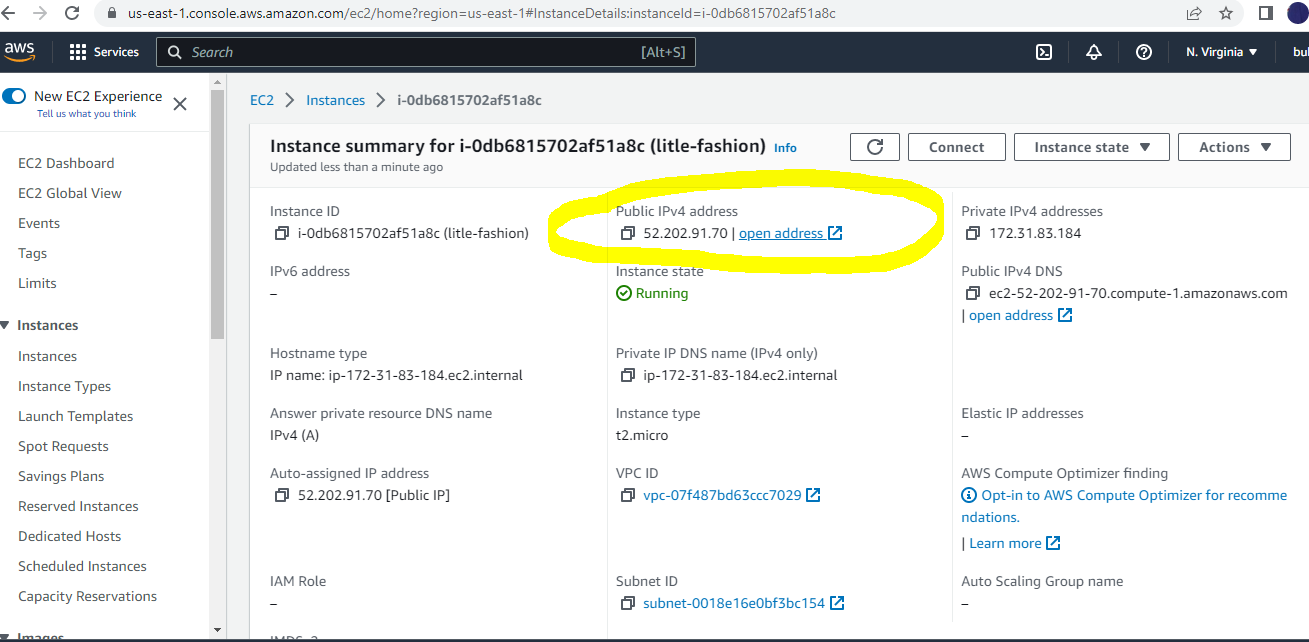 us-east-1.console.aws.amazon.com/ec2/home?region=us-east-1#InstanceDetails:instanceId=i-0db6815702af51a8c
aws Services Search [Alt+S] N. Virginia
New EC2 Experience
Tell us what you think
EC2 Dashboard
EC2 Global View
Events
Tags
Limits
Instances
Instances
Instance Types
Launch Templates
Spot Requests
Savings Plans
Reserved Instances
Dedicated Hosts
Scheduled Instances
Capacity Reservations
Images
EC2 Instances i-0db6815702af51a8c
Instance summary for i-0db6815702af51a8c (litle-fashion) Info
Updated less than a minute ago
Connect Instance state Actions
Instance ID
i-0db6815702af51a8c (litle-fashion)
Public IPv4 address
52.202.91.70 | open address
Private IPv4 addresses
172.31.83.184
IPv6 address
–
Instance state
Running
Public IPv4 DNS
ec2-52-202-91-70.compute-1.amazonaws.com
| open address
Hostname type
IP name: ip-172-31-83-184.ec2.internal
Private IP DNS name (IPv4 only)
ip-172-31-83-184.ec2.internal
Answer private resource DNS name
IPv4 (A)
Instance type
t2.micro
Elastic IP addresses
–
Auto-assigned IP address
52.202.91.70 [Public IP]
VPC ID
vpc-07f487bd63ccc7029
AWS Compute Optimizer finding
Opt-in to AWS Compute Optimizer for recomme
ndations.
| Learn more
IAM Role
–
Subnet ID
subnet-0018e16e0bf3bc154
Auto Scaling Group name
–